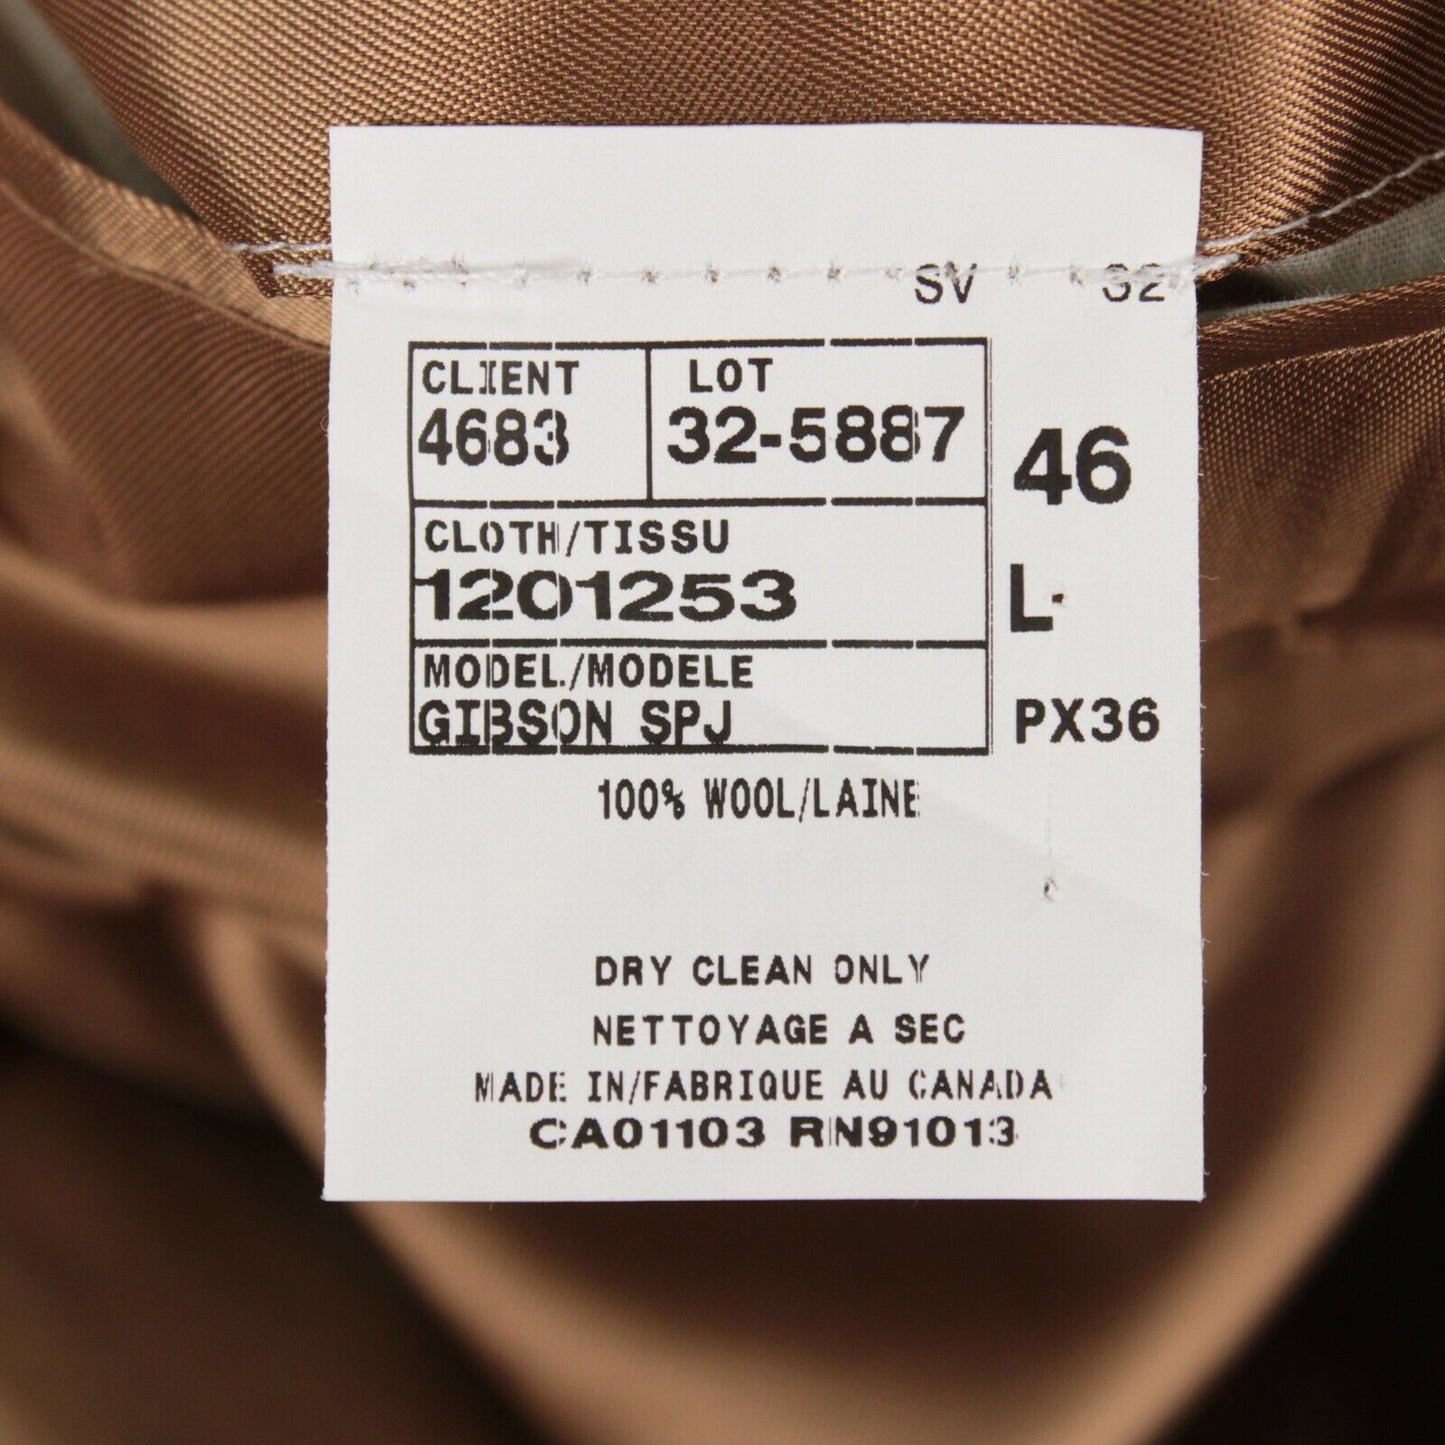 SV 32
CLIENT LOT
4683 32-5887
46
CLOTH/TISSU
1201253
L
MODEL/MODELE
GIBSON SPJ
PX36
100% WOOL/LAINE
DRY CLEAN ONLY
NETTOYAGE A SEC
MADE IN/FABRIQUE AU CANADA
CA01103 RN91013